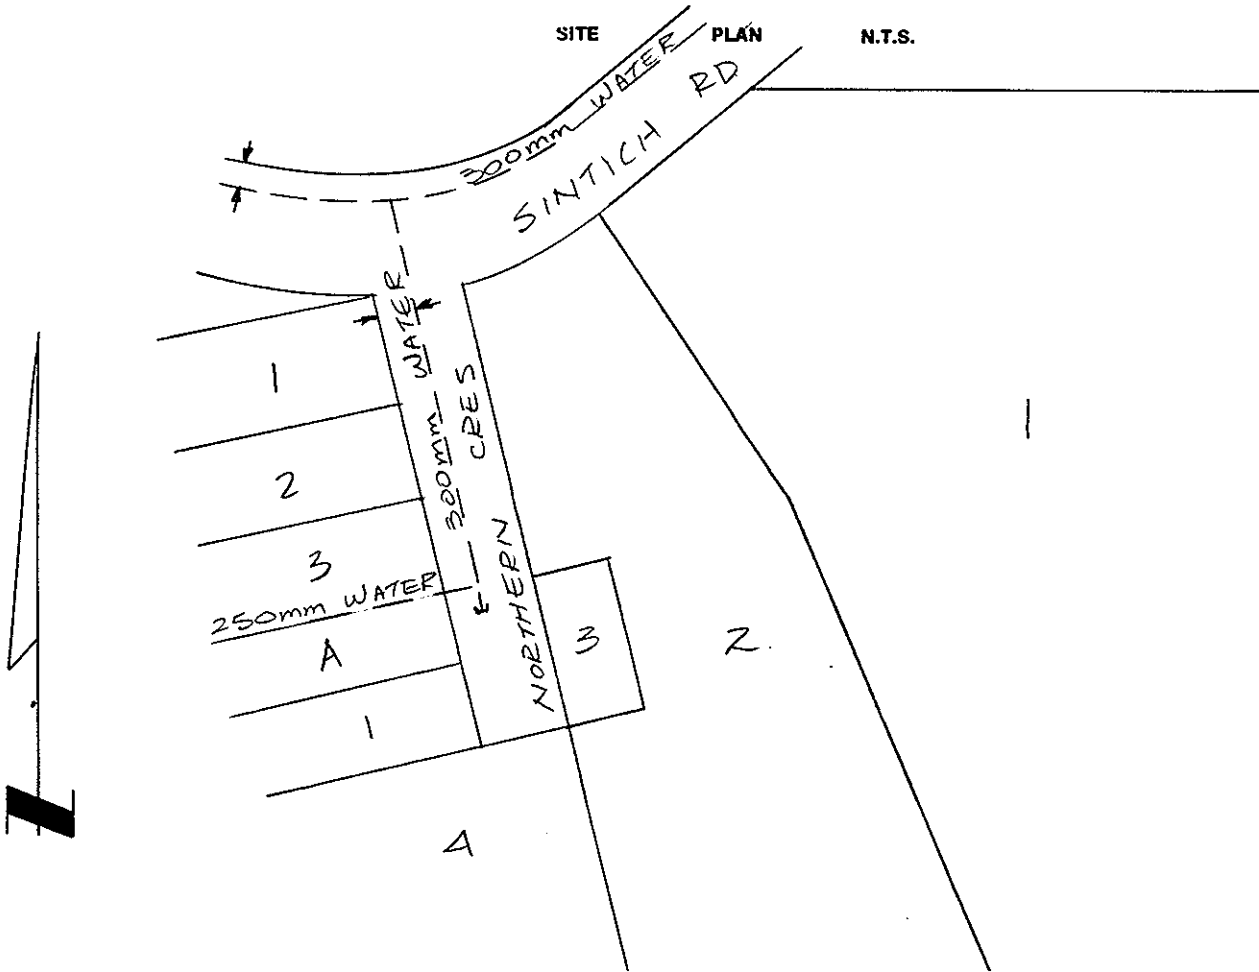 SITE PLAN N.T.S.
300mm WATER
SINTICH RD
300mm WATER
NORTHERN CRES
1
2
3
250mm WATER
A
1
3
2
1
4